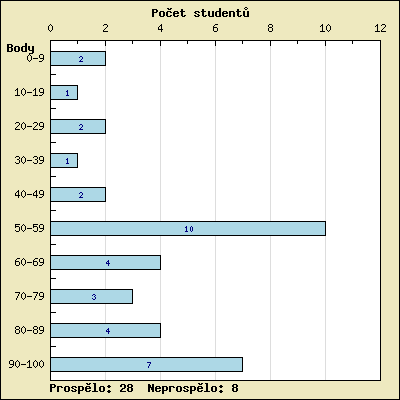 Počet studentů
0 2 4 6 8 10 12
Body
0-9 2
10-19 1
20-29 2
30-39 1
40-49 2
50-59 10
60-69 4
70-79 3
80-89 4
90-100 7
Prospělo: 28 Neprospělo: 8